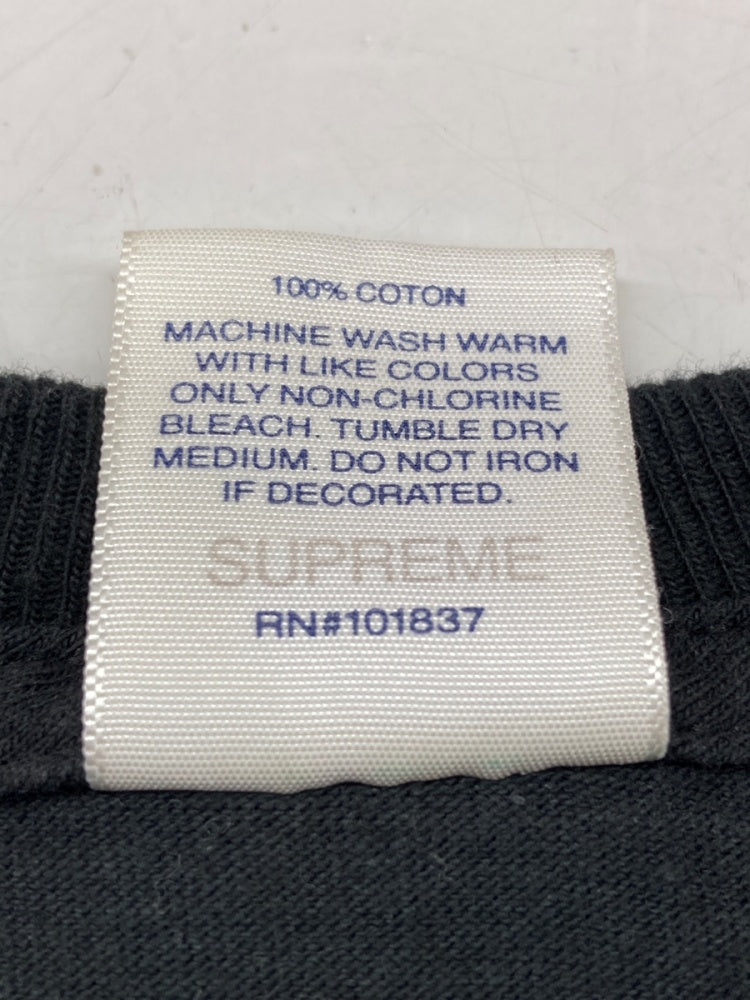 100% COTON
MACHINE WASH WARM
WITH LIKE COLORS
ONLY NON-CHLORINE
BLEACH. TUMBLE DRY
MEDIUM. DO NOT IRON
IF DECORATED.
SUPREME
RN#101837